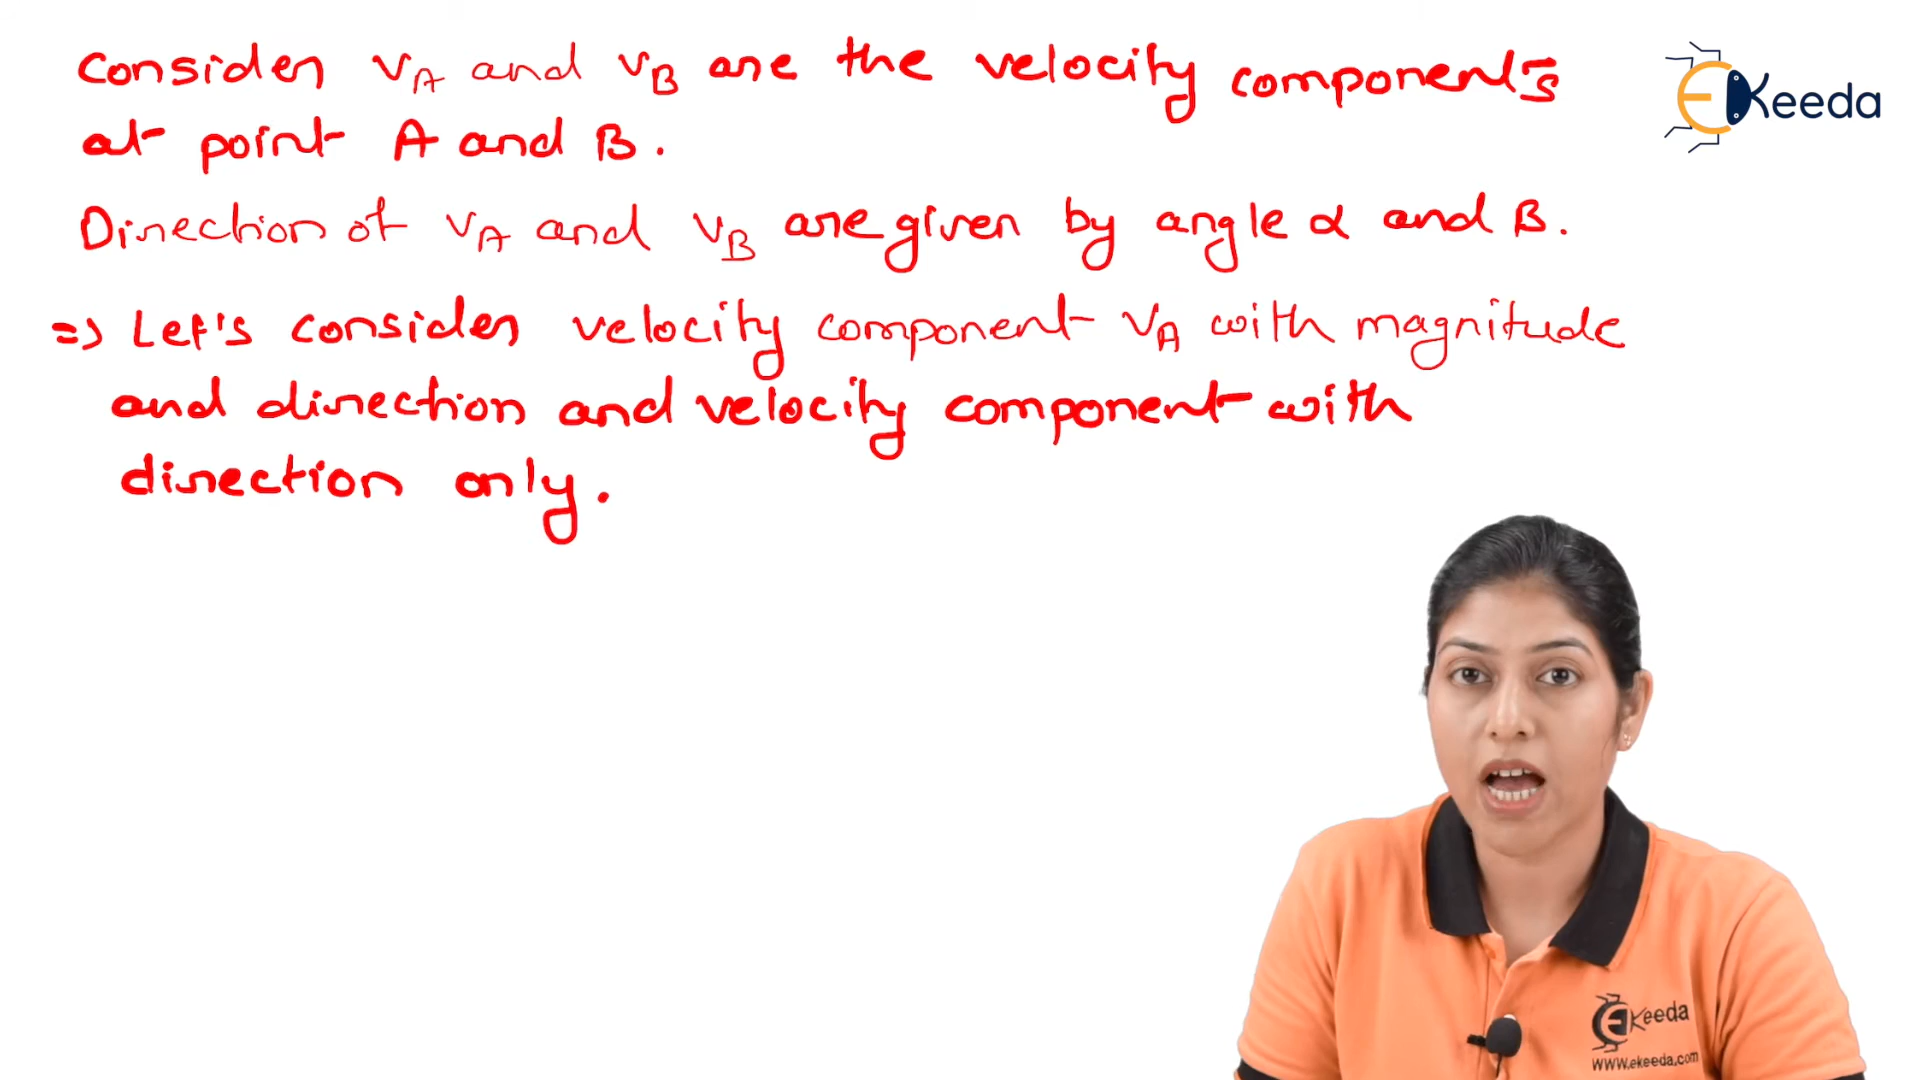 Consider VA and VB are the velocity components
at point A and B.
Direction of VA and VB are given by angle α and B.
=> Let's consider velocity component VA with magnitude
and direction and velocity component with
direction only.
EKeeda
EKeeda
www.ekeeda.com